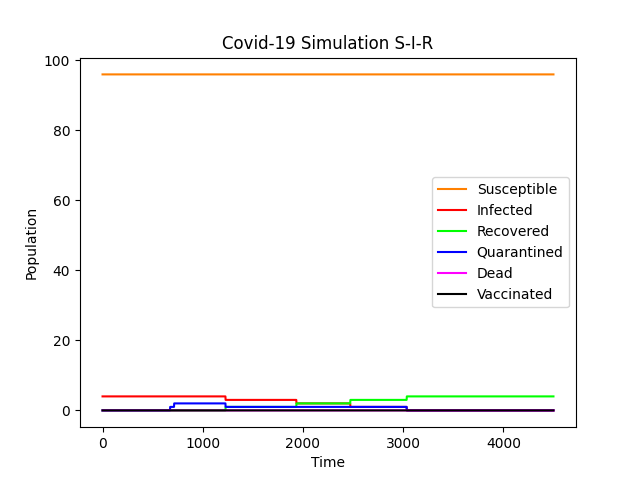 Covid-19 Simulation S-I-R
100
80
60
40
20
0
Population
Susceptible
Infected
Recovered
Quarantined
Dead
Vaccinated
0 1000 2000 3000 4000
Time